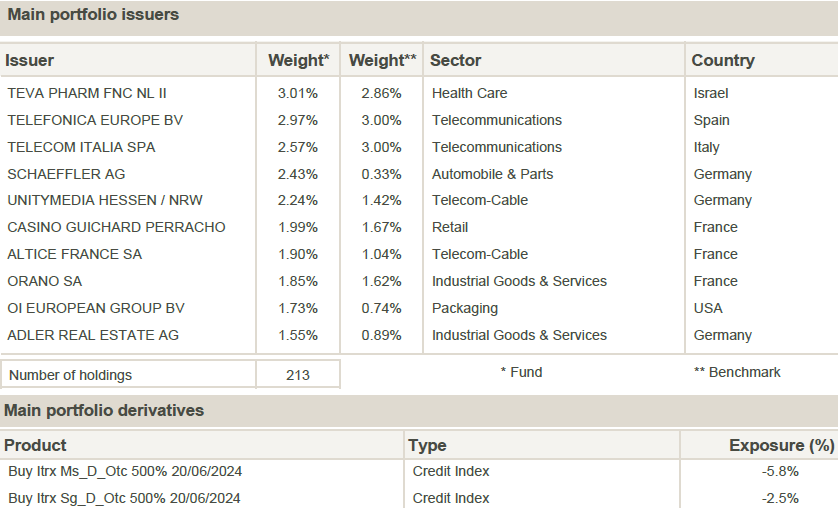 Main portfolio issuers
Issuer Weight* Weight** Sector Country
TEVA PHARM FNC NL II 3.01% 2.86% Health Care Israel
TELEFONICA EUROPE BV 2.97% 3.00% Telecommunications Spain
TELECOM ITALIA SPA 2.57% 3.00% Telecommunications Italy
SCHAEFFLER AG 2.43% 0.33% Automobile & Parts Germany
UNITYMEDIA HESSEN / NRW 2.24% 1.42% Telecom-Cable Germany
CASINO GUICHARD PERRACHO 1.99% 1.67% Retail France
ALTICE FRANCE SA 1.90% 1.04% Telecom-Cable France
ORANO SA 1.85% 1.62% Industrial Goods & Services France
OI EUROPEAN GROUP BV 1.73% 0.74% Packaging USA
ADLER REAL ESTATE AG 1.55% 0.89% Industrial Goods & Services Germany
Number of holdings 213 * Fund ** Benchmark
Main portfolio derivatives
Product Type Exposure (%)
Buy Itrx Ms_D_Otc 500% 20/06/2024 Credit Index -5.8%
Buy Itrx Sg_D_Otc 500% 20/06/2024 Credit Index -2.5%